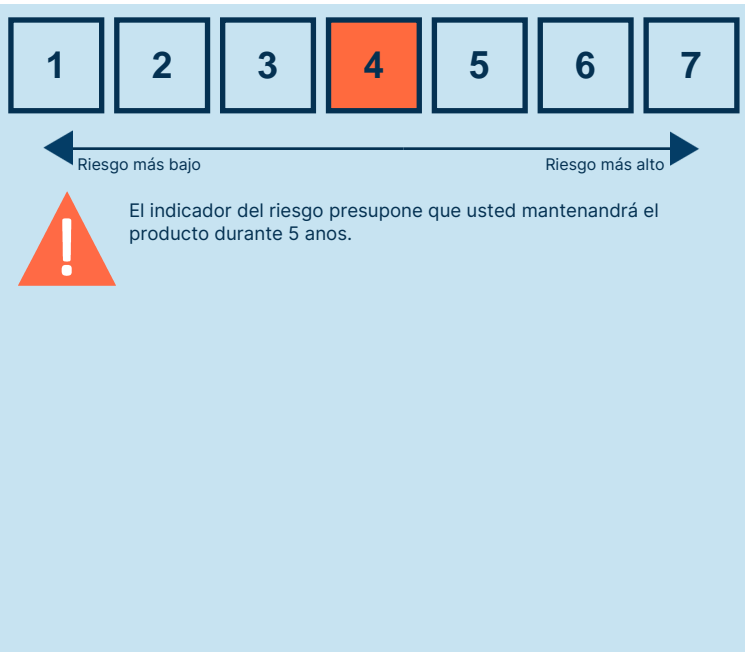 1 2 3 4 5 6 7
Riesgo más bajo Riesgo más alto
El indicador del riesgo presupone que usted mantenandrá el
producto durante 5 anos.